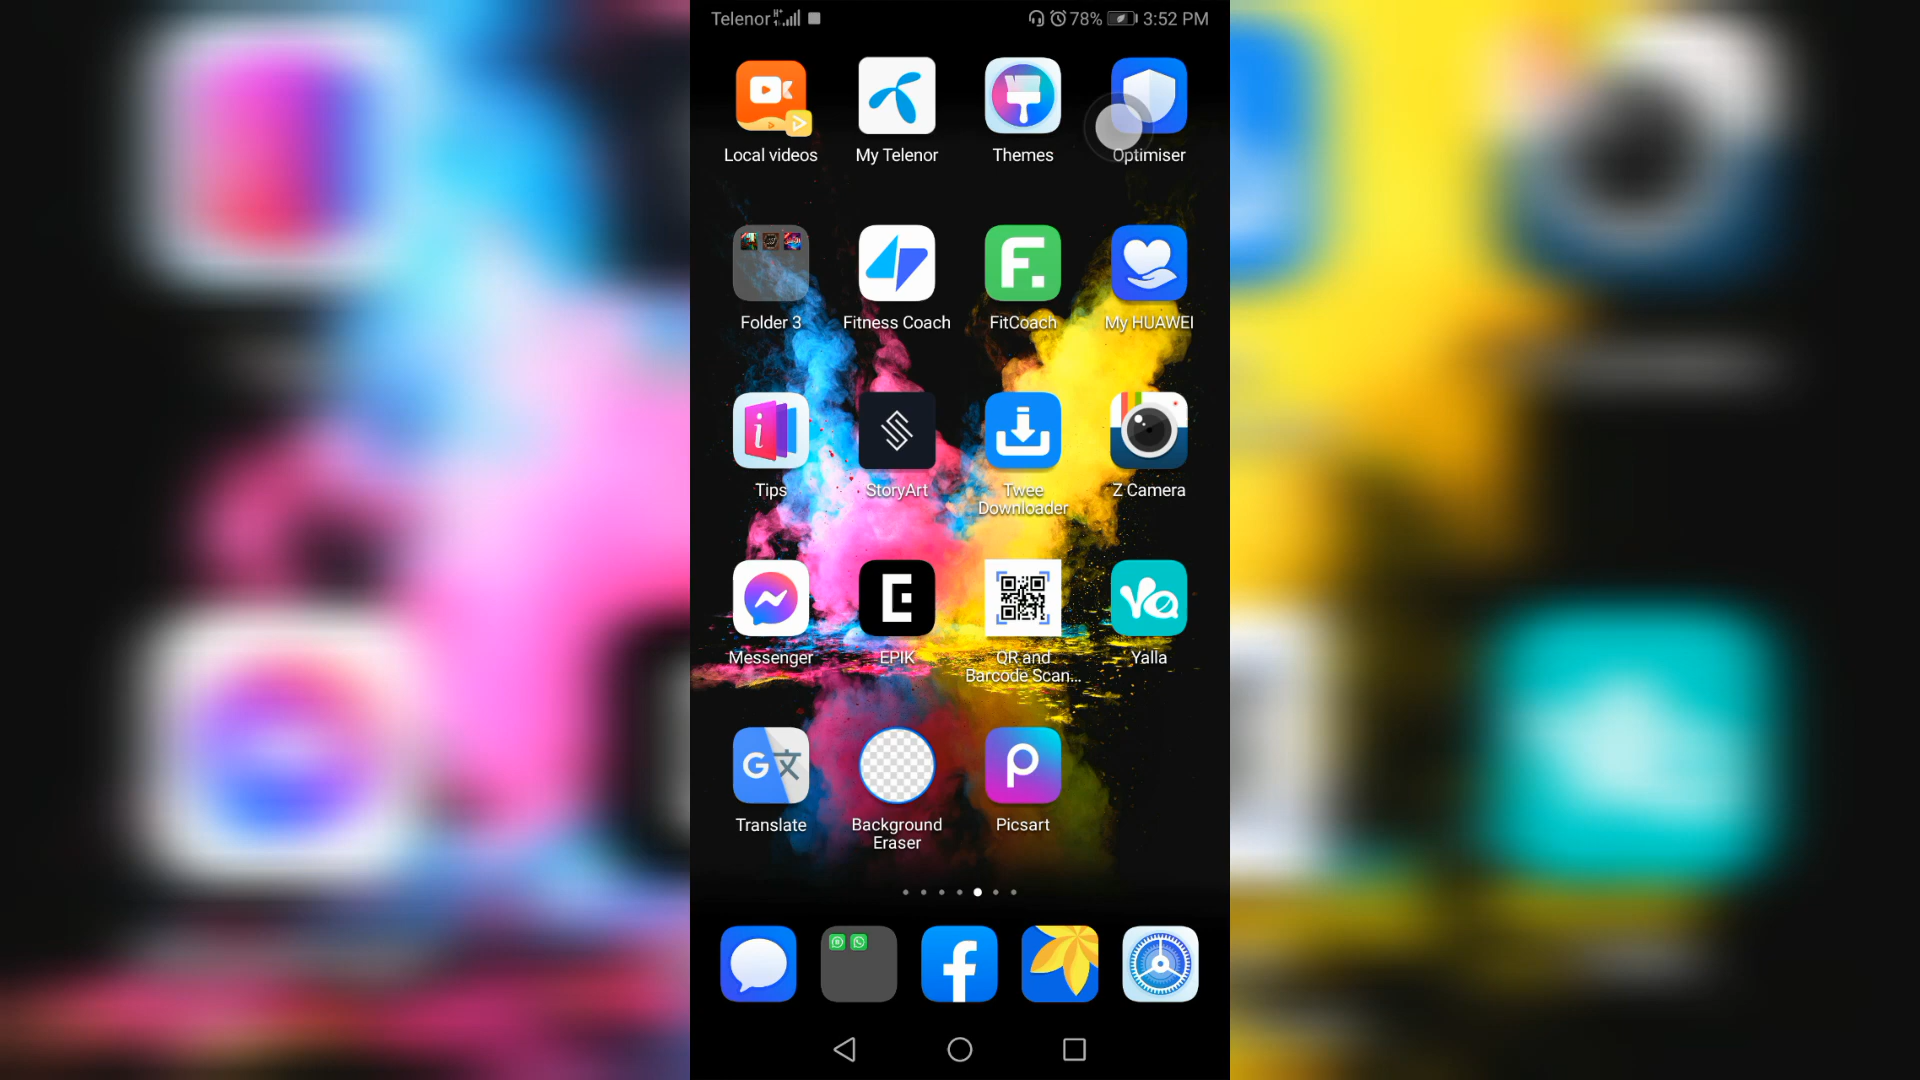 Telenor 78% 3:52 PM
Local videos My Telenor Themes Optimiser
Folder 3 Fitness Coach FitCoach My HUAWEI
Tips StoryArt Twee Downloader Z Camera
Messenger EPIK QR and Barcode Scan... Yalla
Translate Background Eraser Picsart